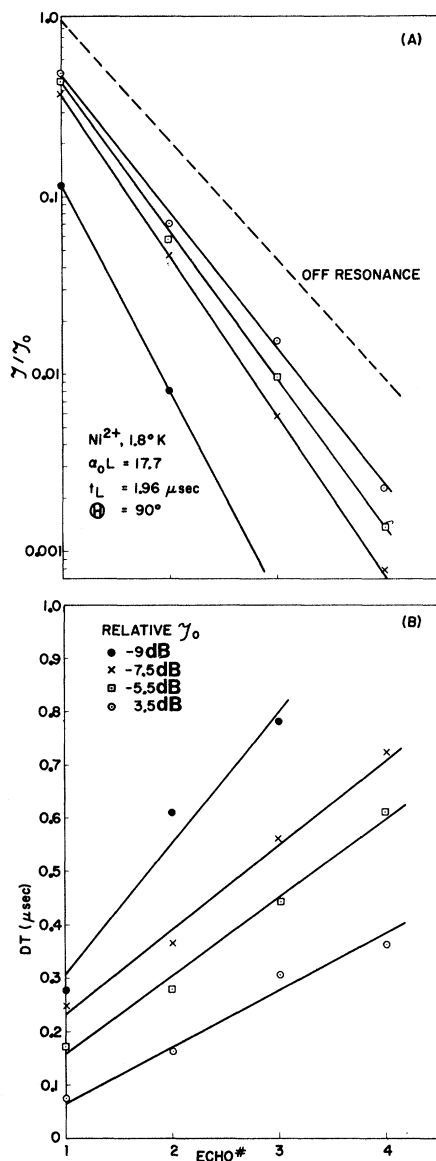 1.0
(A)
0.1
OFF RESONANCE
𝒥/𝒥₀
0.01
Ni²⁺, 1.8°K
α₀L = 17.7
t_L = 1.96 μsec
Ⓗ = 90°
0.001
1.0
(B)
RELATIVE 𝒥₀
0.9
● -9dB
× -7.5dB
0.8
⊡ -5.5dB
⊙ 3.5dB
0.7
0.6
DT (μsec)
0.5
0.4
0.3
0.2
0.1
0
1 2 3 4
ECHO#